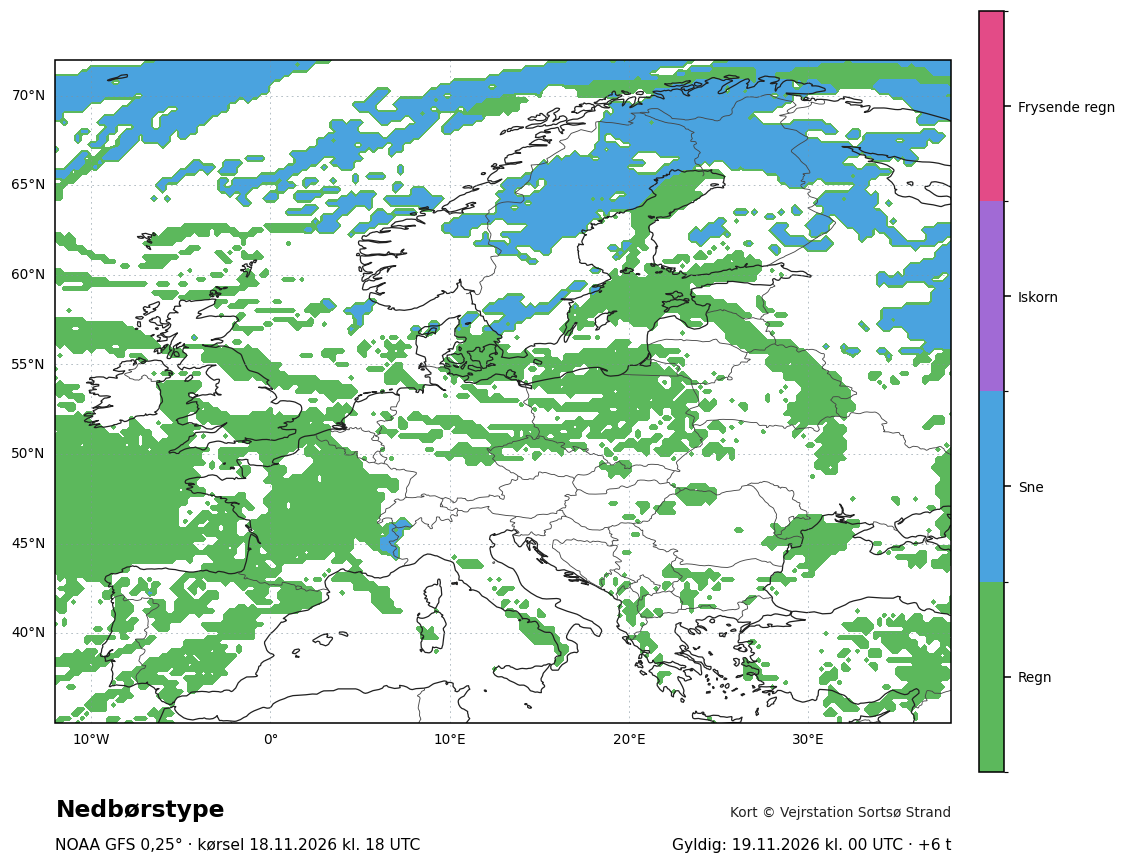 70°N
65°N
60°N
55°N
50°N
45°N
40°N
10°W
0°
10°E
20°E
30°E
Frysende regn
Iskorn
Sne
Regn
Nedbørstype
Kort © Vejrstation Sortsø Strand
NOAA GFS 0,25° · kørsel 18.11.2026 kl. 18 UTC
Gyldig: 19.11.2026 kl. 00 UTC · +6 t